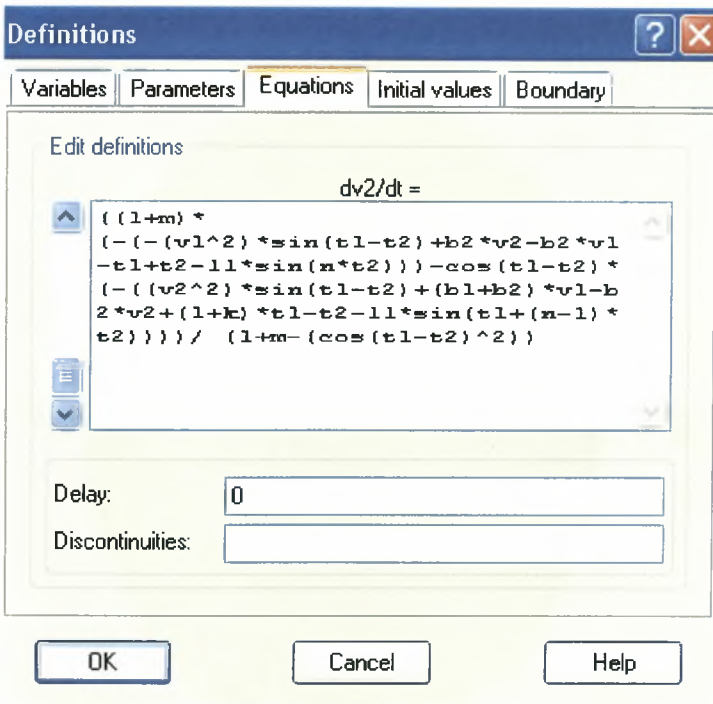 Definitions
Variables Parameters Equations Initial values Boundary
Edit definitions
dv2/dt =
((1+m)*
(-(-(v1^2)*sin(t1-t2)+b2*v2-b2*v1
-t1+t2-l1*sin(n*t2)))-cos(t1-t2)*
(-((v2^2)*sin(t1-t2)+(b1+b2)*v1-b
2*v2+(1+k)*t1-t2-l1*sin(t1+(n-1)*
t2))))/ (1+m-(cos(t1-t2)^2))
Delay: 0
Discontinuities:
OK Cancel Help